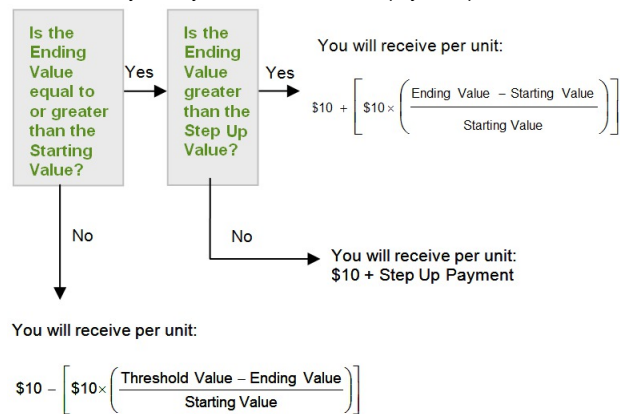 Is the
Ending
Value
equal to
or greater
than the
Starting
Value?
Yes
Is the
Ending
Value
greater
than the
Step Up
Value?
Yes
You will receive per unit:
$10 + [ $10 × ( Ending Value – Starting Value
Starting Value ) ]
No
No
You will receive per unit:
$10 + Step Up Payment
You will receive per unit:
$10 – [ $10× ( Threshold Value – Ending Value
Starting Value ) ]